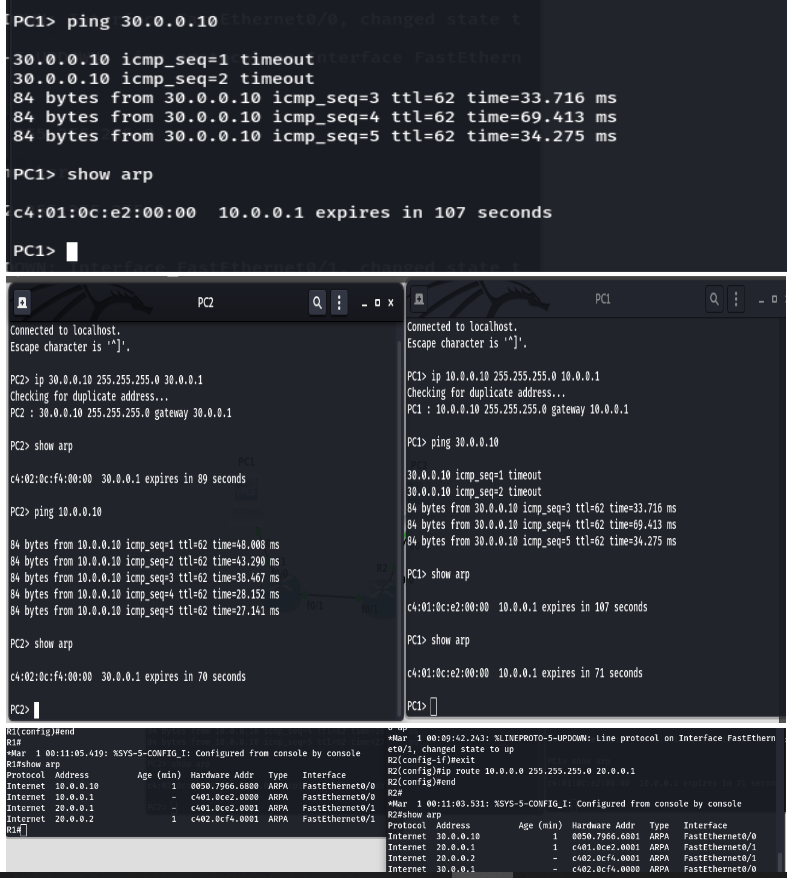 PC1> ping 30.0.0.10
30.0.0.10 icmp_seq=1 timeout
30.0.0.10 icmp_seq=2 timeout
84 bytes from 30.0.0.10 icmp_seq=3 ttl=62 time=33.716 ms
84 bytes from 30.0.0.10 icmp_seq=4 ttl=62 time=69.413 ms
84 bytes from 30.0.0.10 icmp_seq=5 ttl=62 time=34.275 ms
PC1> show arp
c4:01:0c:e2:00:00  10.0.0.1 expires in 107 seconds
PC1>
PC2
Connected to localhost.
Escape character is '^]'.
PC2> ip 30.0.0.10 255.255.255.0 30.0.0.1
Checking for duplicate address...
PC2 : 30.0.0.10 255.255.255.0 gateway 30.0.0.1
PC2> show arp
c4:02:0c:f4:00:00  30.0.0.1 expires in 89 seconds
PC2> ping 10.0.0.10
84 bytes from 10.0.0.10 icmp_seq=1 ttl=62 time=48.008 ms
84 bytes from 10.0.0.10 icmp_seq=2 ttl=62 time=43.290 ms
84 bytes from 10.0.0.10 icmp_seq=3 ttl=62 time=38.467 ms
84 bytes from 10.0.0.10 icmp_seq=4 ttl=62 time=28.152 ms
84 bytes from 10.0.0.10 icmp_seq=5 ttl=62 time=27.141 ms
PC2> show arp
c4:02:0c:f4:00:00  30.0.0.1 expires in 70 seconds
PC2>
PC1
Connected to localhost.
Escape character is '^]'.
PC1> ip 10.0.0.10 255.255.255.0 10.0.0.1
Checking for duplicate address...
PC1 : 10.0.0.10 255.255.255.0 gateway 10.0.0.1
PC1> ping 30.0.0.10
30.0.0.10 icmp_seq=1 timeout
30.0.0.10 icmp_seq=2 timeout
84 bytes from 30.0.0.10 icmp_seq=3 ttl=62 time=33.716 ms
84 bytes from 30.0.0.10 icmp_seq=4 ttl=62 time=69.413 ms
84 bytes from 30.0.0.10 icmp_seq=5 ttl=62 time=34.275 ms
PC1> show arp
c4:01:0c:e2:00:00  10.0.0.1 expires in 107 seconds
PC1> show arp
c4:01:0c:e2:00:00  10.0.0.1 expires in 71 seconds
PC1>
R1(config)#end
R1#
*Mar  1 00:11:05.419: %SYS-5-CONFIG_I: Configured from console by console
R1#show arp
Protocol  Address          Age (min)  Hardware Addr   Type   Interface
Internet  10.0.0.10               1   0050.7966.6800  ARPA   FastEthernet0/0
Internet  10.0.0.1                -   c401.0ce2.0000  ARPA   FastEthernet0/0
Internet  20.0.0.1                -   c401.0ce2.0001  ARPA   FastEthernet0/1
Internet  20.0.0.2                1   c402.0cf4.0001  ARPA   FastEthernet0/1
R1#
*Mar  1 00:09:42.243: %LINEPROTO-5-UPDOWN: Line protocol on Interface FastEthern
et0/1, changed state to up
R2(config-if)#exit
R2(config)#ip route 10.0.0.0 255.255.255.0 20.0.0.1
R2(config)#end
R2#
*Mar  1 00:11:03.531: %SYS-5-CONFIG_I: Configured from console by console
R2#show arp
Protocol  Address          Age (min)  Hardware Addr   Type   Interface
Internet  30.0.0.10               1   0050.7966.6801  ARPA   FastEthernet0/0
Internet  20.0.0.1                1   c401.0ce2.0001  ARPA   FastEthernet0/1
Internet  20.0.0.2                -   c402.0cf4.0001  ARPA   FastEthernet0/1
Internet  30.0.0.1                -   c402.0cf4.0000  ARPA   FastEthernet0/0